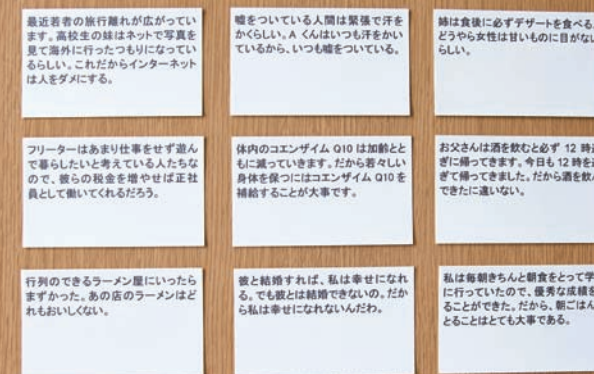 最近若者の旅行離れが広がってい
ます。高校生の妹はネットで写真を
見て海外に行ったつもりになってい
るらしい。これだからインターネット
は人をダメにする。
嘘をついている人間は緊張で汗を
かくらしい。A くんはいつも汗をかい
ているから、いつも嘘をついている。
姉は食後に必ずデザートを食べる。
どうやら女性は甘いものに目がない
らしい。
フリーターはあまり仕事をせず遊ん
で暮らしたいと考えている人たちな
ので、彼らの税金を増やせば正社
員として働いてくれるだろう。
体内のコエンザイム Q10 は加齢とと
もに減っていきます。だから若々しい
身体を保つにはコエンザイム Q10 を
補給することが大事です。
お父さんは酒を飲むと必ず 12 時過
ぎに帰ってきます。今日も 12 時を過
ぎて帰ってきました。だから酒を飲ん
できたに違いない。
行列のできるラーメン屋にいったら
まずかった。あの店のラーメンはど
れもおいしくない。
彼と結婚すれば、私は幸せになれ
る。でも彼とは結婚できないの。だか
ら私は幸せになれないんだわ。
私は毎朝きちんと朝食をとって学
に行っていたので、優秀な成績を
ることができた。だから、朝ごはん
とることはとても大事である。